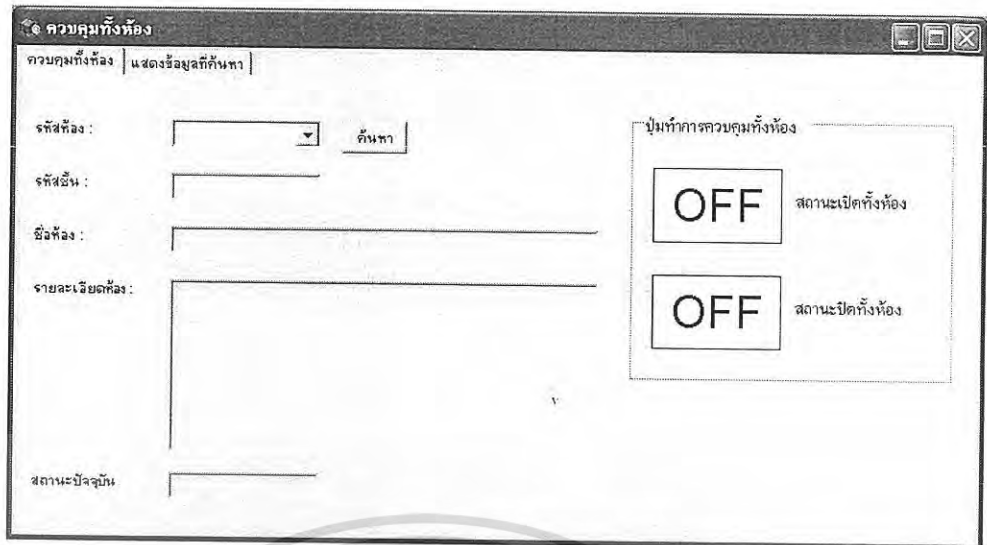 ควบคุมทั้งห้อง
ควบคุมทั้งห้อง แสดงข้อมูลที่ค้นหา
รหัสห้อง :
ค้นหา
รหัสชั้น :
ชื่อห้อง :
รายละเอียดห้อง :
สถานะปัจจุบัน
ปุ่มทำการควบคุมทั้งห้อง
OFF สถานะเปิดทั้งห้อง
OFF สถานะปิดทั้งห้อง